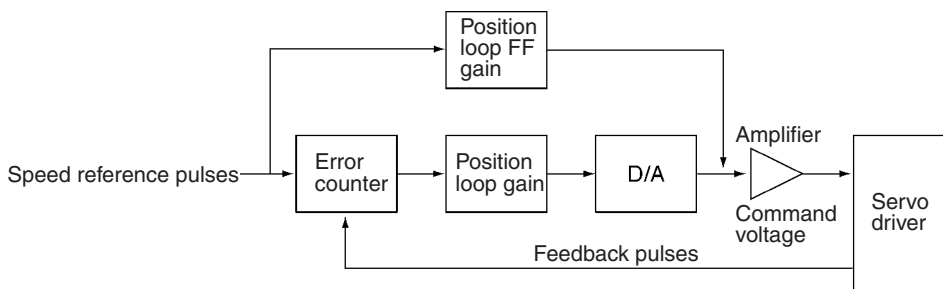 Position
loop FF
gain
Speed reference pulses
Error
counter
Position
loop gain
D/A
Amplifier
Command
voltage
Servo
driver
Feedback pulses